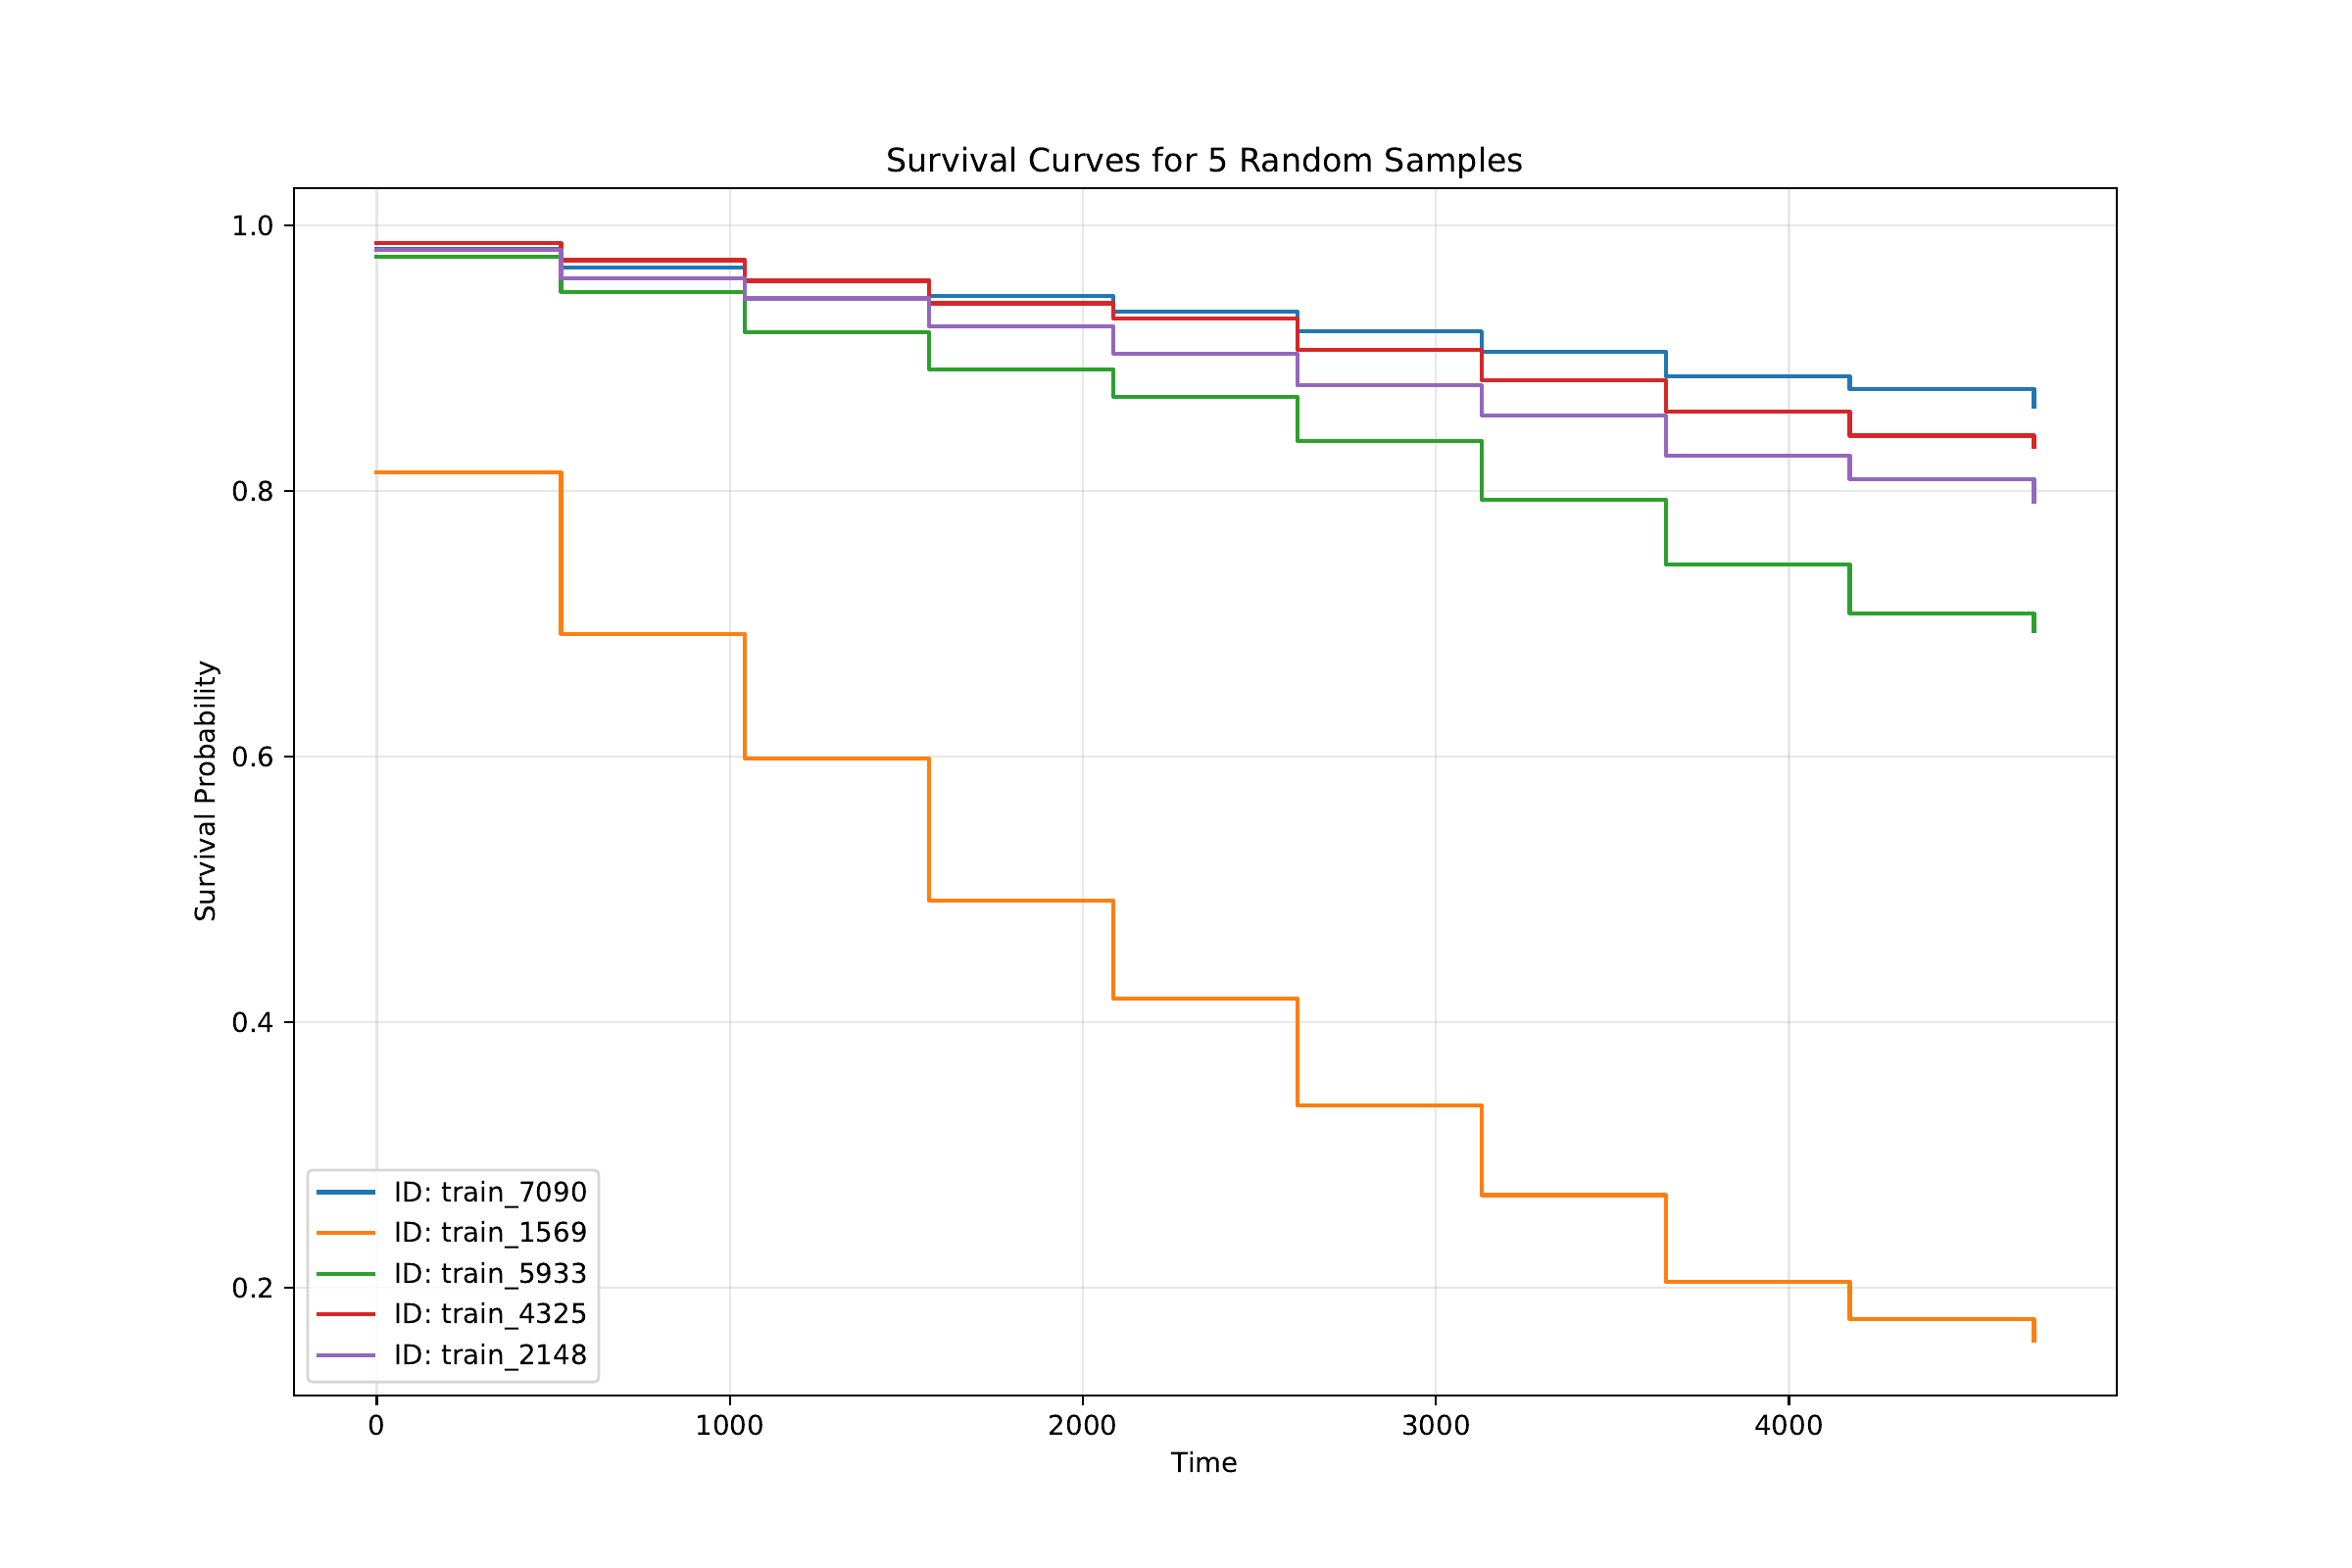 Survival Curves for 5 Random Samples
1.0
0.8
0.6
0.4
0.2
Survival Probability
ID: train_7090
ID: train_1569
ID: train_5933
ID: train_4325
ID: train_2148
0 1000 2000 3000 4000
Time